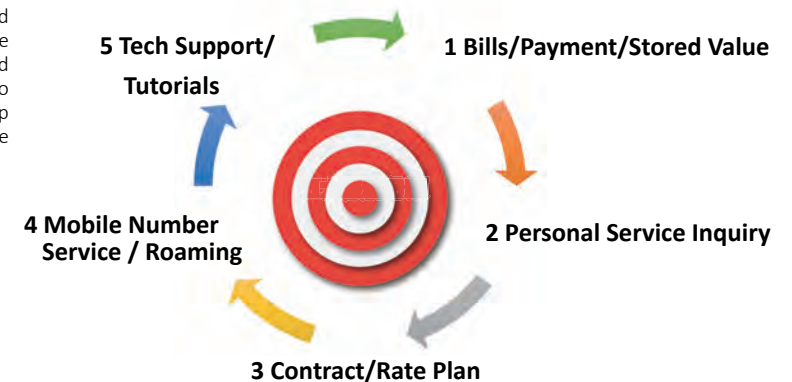 d
e
d
o
p
e
5 Tech Support/
Tutorials
1 Bills/Payment/Stored Value
2 Personal Service Inquiry
3 Contract/Rate Plan
4 Mobile Number
Service / Roaming